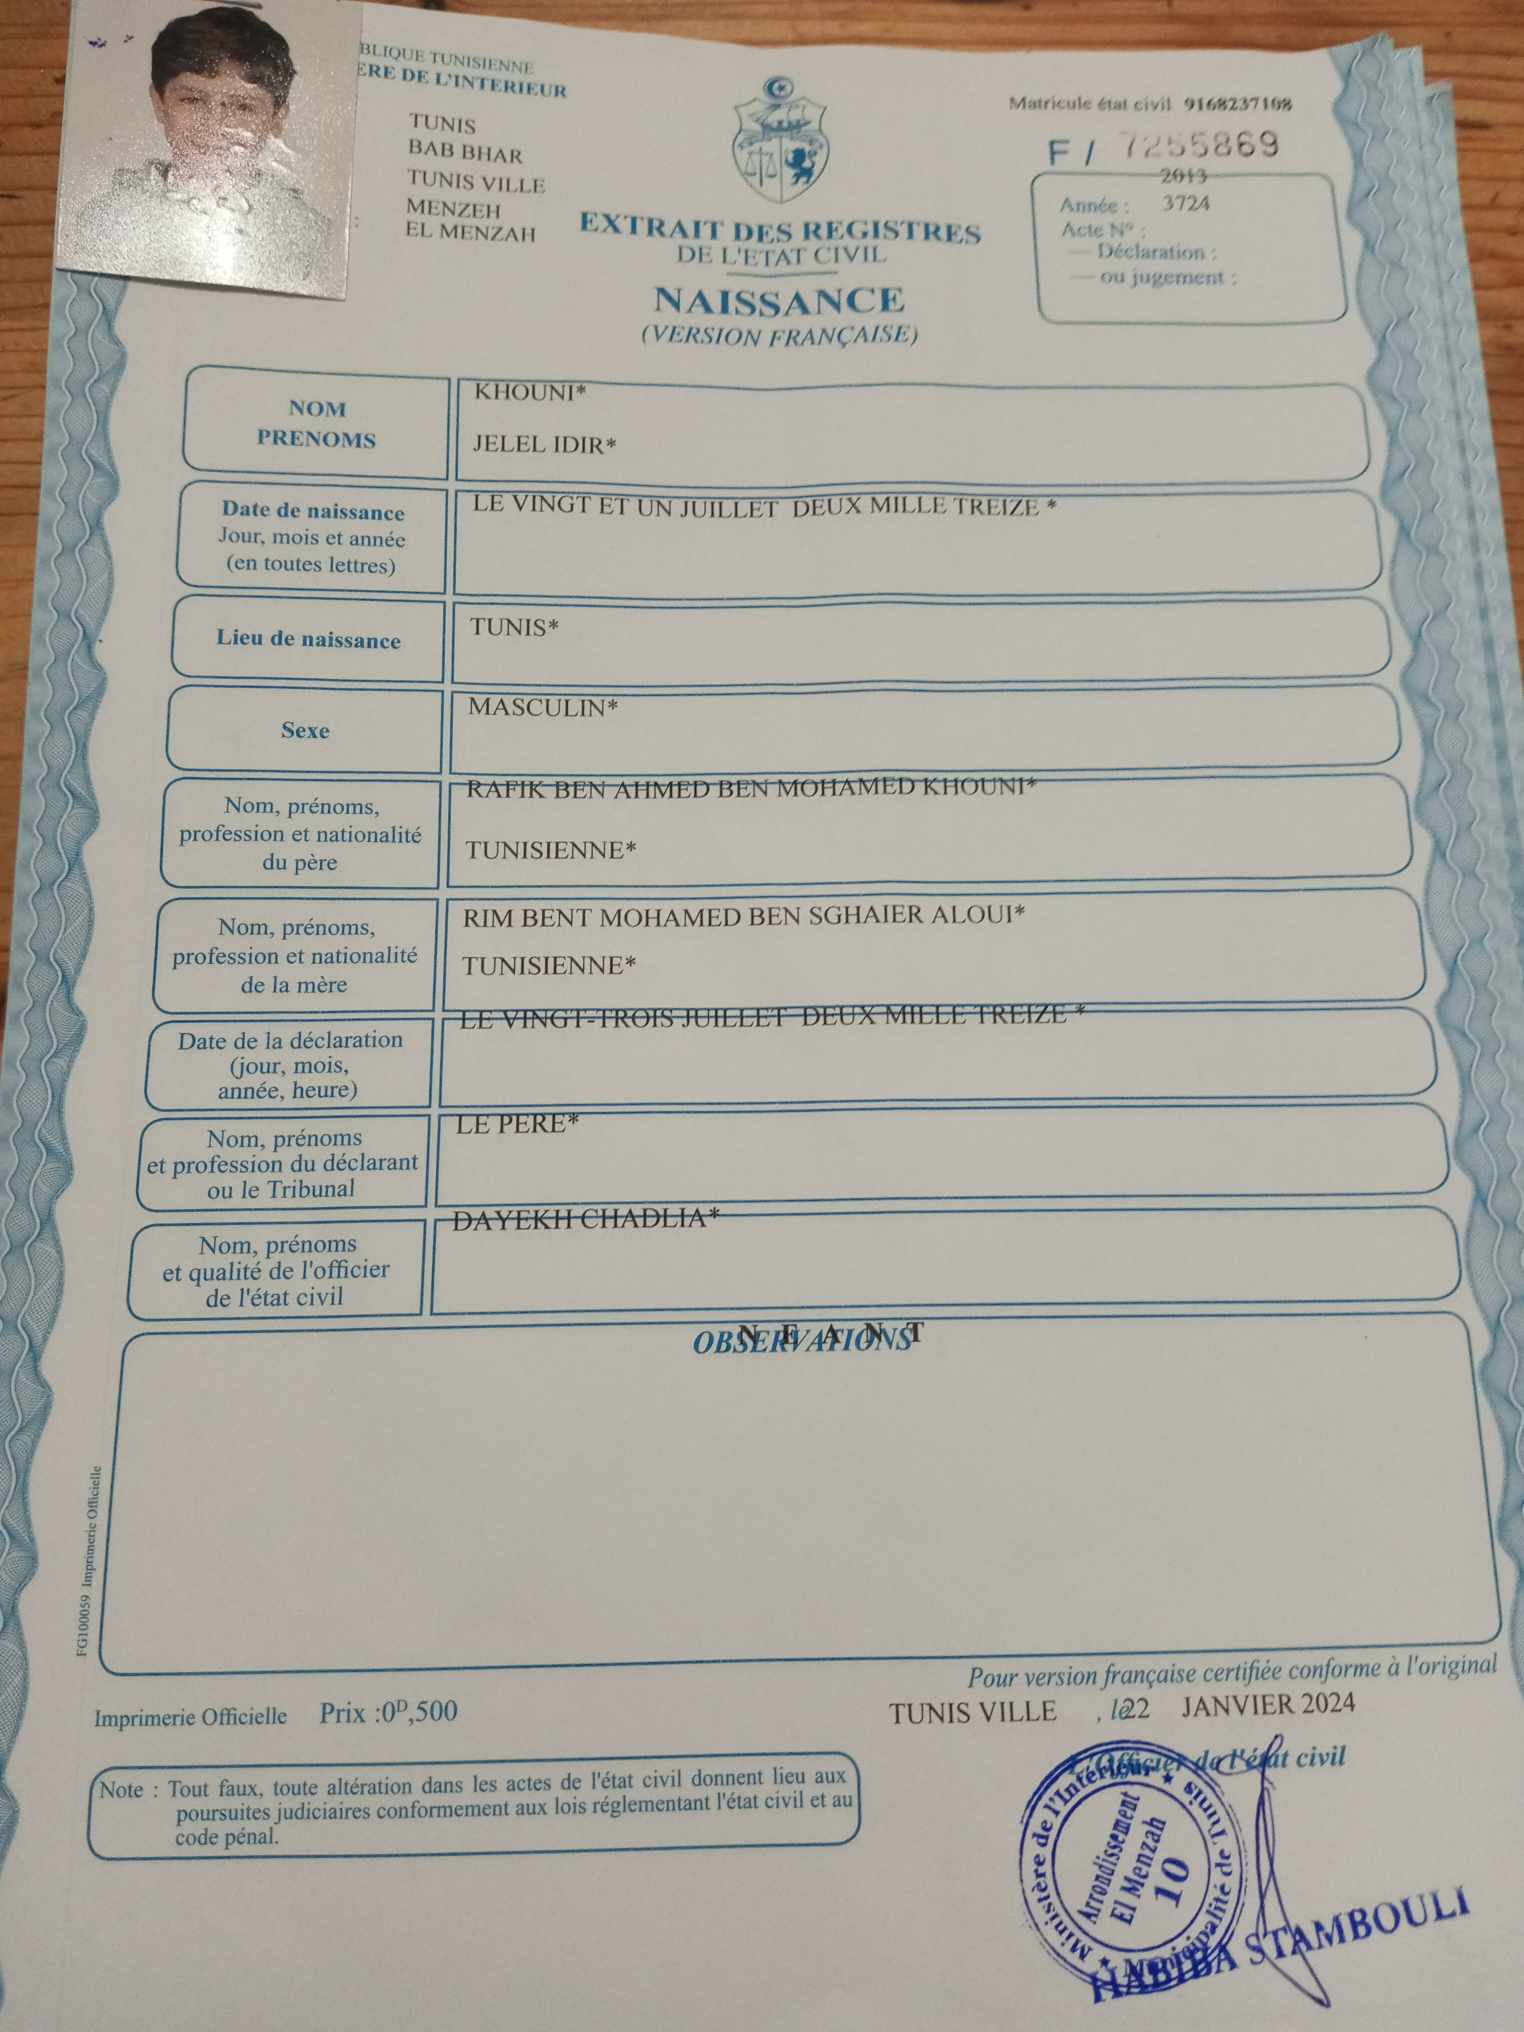 BLIQUE TUNISIENNE
ERE DE L'INTERIEUR
TUNIS
BAB BHAR
TUNIS VILLE
MENZEH
EL MENZAH
:
EXTRAIT DES REGISTRES
DE L'ETAT CIVIL
NAISSANCE
(VERSION FRANÇAISE)
Matricule état civil 9168237108
F / 7255869
2013
Année : 3724
Acte N° :
— Déclaration :
— ou jugement :
NOM
PRENOMS
KHOUNI*
JELEL IDIR*
Date de naissance
Jour, mois et année
(en toutes lettres)
LE VINGT ET UN JUILLET DEUX MILLE TREIZE *
Lieu de naissance
TUNIS*
Sexe
MASCULIN*
Nom, prénoms,
profession et nationalité
du père
RAFIK BEN AHMED BEN MOHAMED KHOUNI*
TUNISIENNE*
Nom, prénoms,
profession et nationalité
de la mère
RIM BENT MOHAMED BEN SGHAIER ALOUI*
TUNISIENNE*
Date de la déclaration
(jour, mois,
année, heure)
LE VINGT-TROIS JUILLET DEUX MILLE TREIZE *
Nom, prénoms
et profession du déclarant
ou le Tribunal
LE PERE*
Nom, prénoms
et qualité de l'officier
de l'état civil
DAYEKH CHADLIA*
OBSERVATIONS
N E A N T
FG100059 Imprimerie Officielle
Pour version française certifiée conforme à l'original
Imprimerie Officielle Prix :0ᴰ,500
TUNIS VILLE , le 22 JANVIER 2024
L'Officier de l'état civil
Note : Tout faux, toute altération dans les actes de l'état civil donnent lieu aux
poursuites judiciaires conformement aux lois réglementant l'état civil et au
code pénal.
Ministère de l'Intérieur ★ Municipalité de Tunis ★
Arrondissement
El Menzah
10
HABIBA STAMBOULI